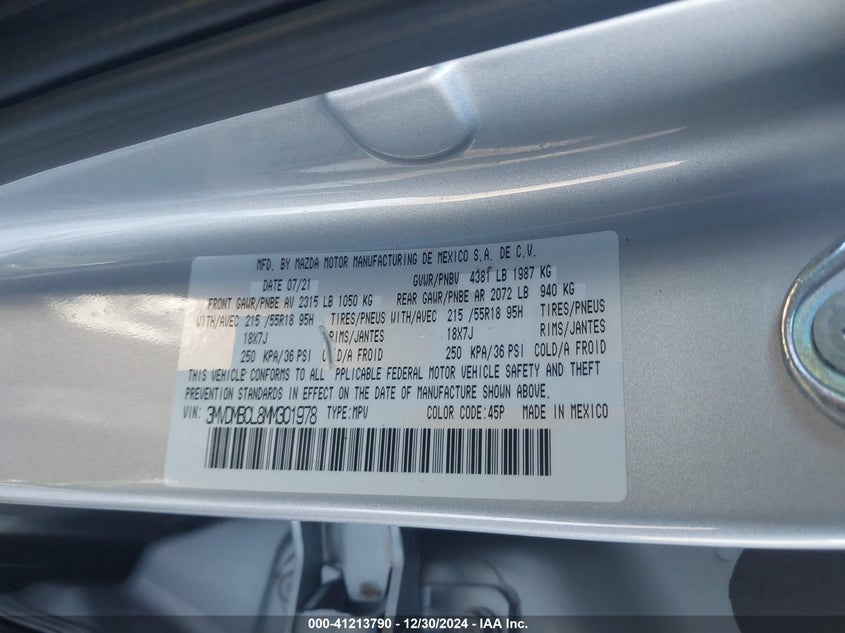 MFD. BY MAZDA MOTOR MANUFACTURING DE MEXICO S.A. DE C.V.
DATE 07/21 GVWR/PNBV 4381 LB 1987 KG
FRONT GAWR/PNBE AV 2315 LB 1050 KG REAR GAWR/PNBE AR 2072 LB 940 KG
WITH/AVEC 215 /55R18 95H TIRES/PNEUS WITH/AVEC 215 /55R18 95H TIRES/PNEUS
18X7J RIMS/JANTES 18X7J RIMS/JANTES
250 KPA/36 PSI COLD/A FROID 250 KPA/36 PSI COLD/A FROID
THIS VEHICLE CONFORMS TO ALL PPLICABLE FEDERAL MOTOR VEHICLE SAFETY AND THEFT
PREVENTION STANDARDS IN EFFECT ON THE DATE OF MANUFACTURE SHOWN ABOVE.
VIN: 3MVDMBCL8MM301978 TYPE:MPV COLOR CODE:45P MADE IN MEXICO
000-41213790 - 12/30/2024 - IAA Inc.